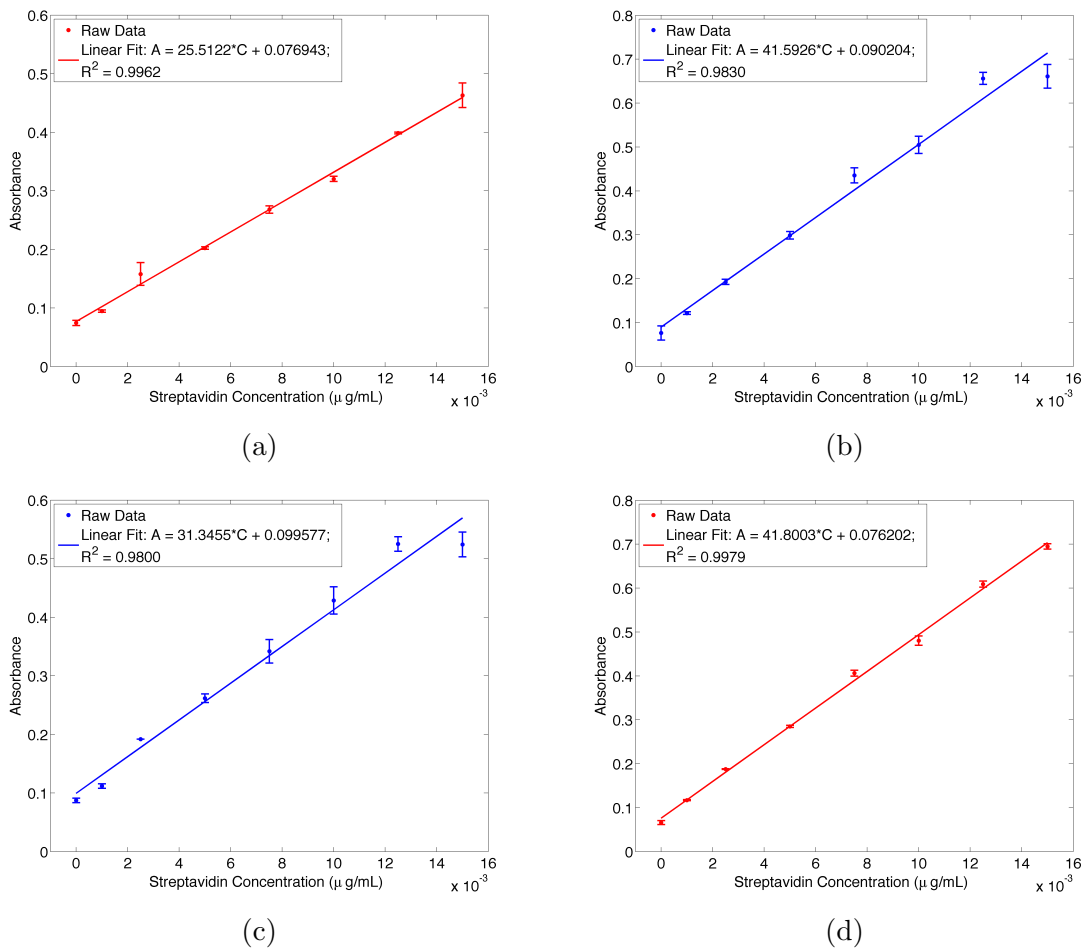 0.6
0.5
0.4
0.3
0.2
0.1
0
Absorbance
Raw Data
Linear Fit: A = 25.5122*C + 0.076943;
R2 = 0.9962
0 2 4 6 8 10 12 14 16
Streptavidin Concentration (μ g/mL)
x 10-3
(a)
0.8
0.7
0.6
0.5
0.4
0.3
0.2
0.1
0
Absorbance
Raw Data
Linear Fit: A = 41.5926*C + 0.090204;
R2 = 0.9830
0 2 4 6 8 10 12 14 16
Streptavidin Concentration (μ g/mL)
x 10-3
(b)
0.6
0.5
0.4
0.3
0.2
0.1
0
Absorbance
Raw Data
Linear Fit: A = 31.3455*C + 0.099577;
R2 = 0.9800
0 2 4 6 8 10 12 14 16
Streptavidin Concentration (μ g/mL)
x 10-3
(c)
0.8
0.7
0.6
0.5
0.4
0.3
0.2
0.1
0
Absorbance
Raw Data
Linear Fit: A = 41.8003*C + 0.076202;
R2 = 0.9979
0 2 4 6 8 10 12 14 16
Streptavidin Concentration (μ g/mL)
x 10-3
(d)